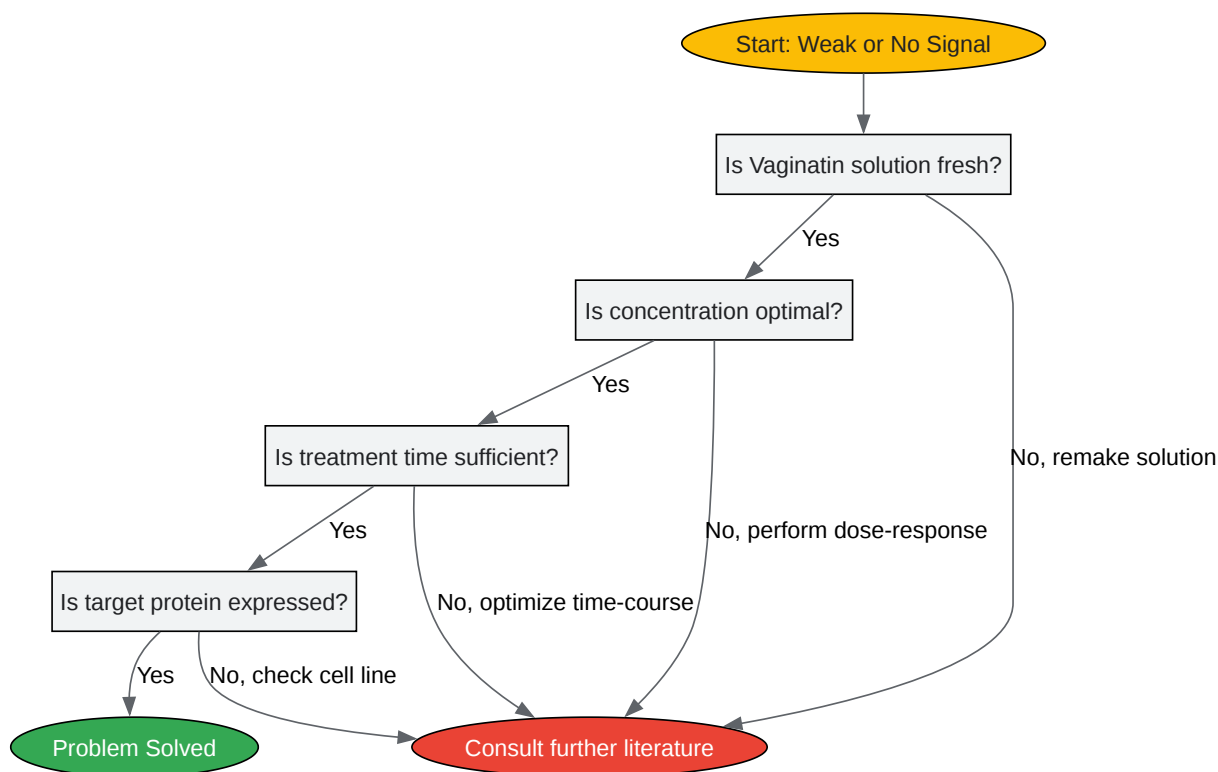 Start: Weak or No Signal
Is Vaginatin solution fresh?
Yes
Is concentration optimal?
Yes
Is treatment time sufficient?
No, remake solution
Yes
No, perform dose-response
Is target protein expressed?
No, optimize time-course
Yes
No, check cell line
Problem Solved
Consult further literature